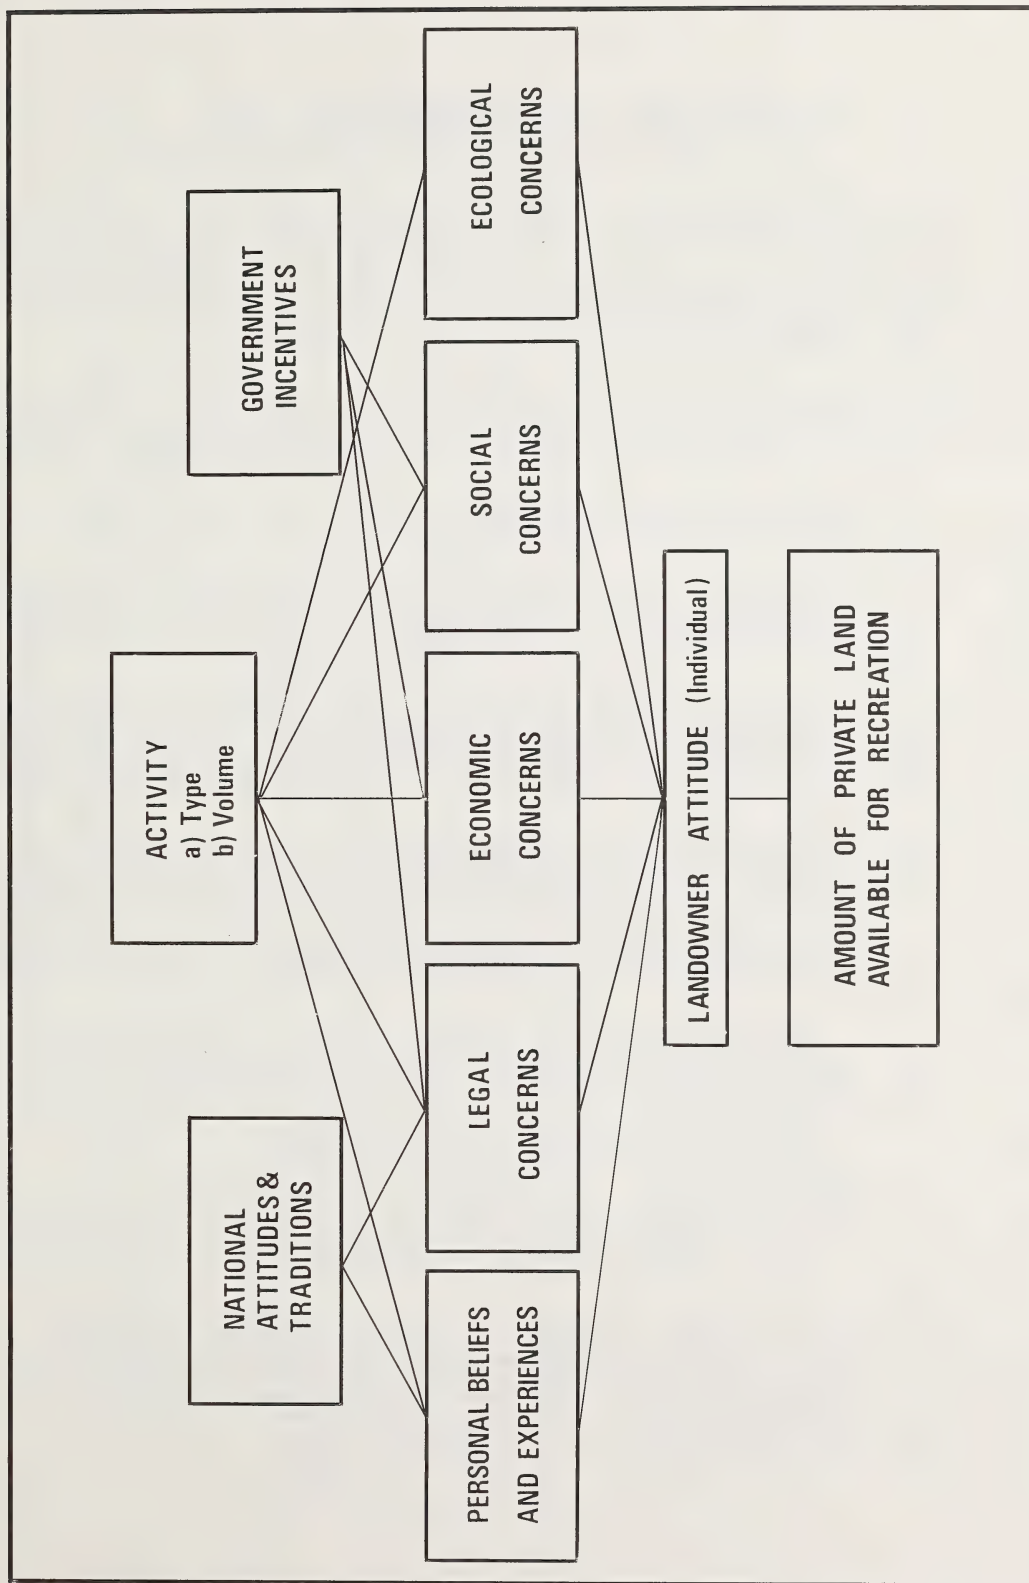 ACTIVITY
a) Type
b) Volume
NATIONAL
ATTITUDES &
TRADITIONS
GOVERNMENT
INCENTIVES
PERSONAL BELIEFS
AND EXPERIENCES
LEGAL
CONCERNS
ECONOMIC
CONCERNS
SOCIAL
CONCERNS
ECOLOGICAL
CONCERNS
LANDOWNER ATTITUDE (Individual)
AMOUNT OF PRIVATE LAND
AVAILABLE FOR RECREATION